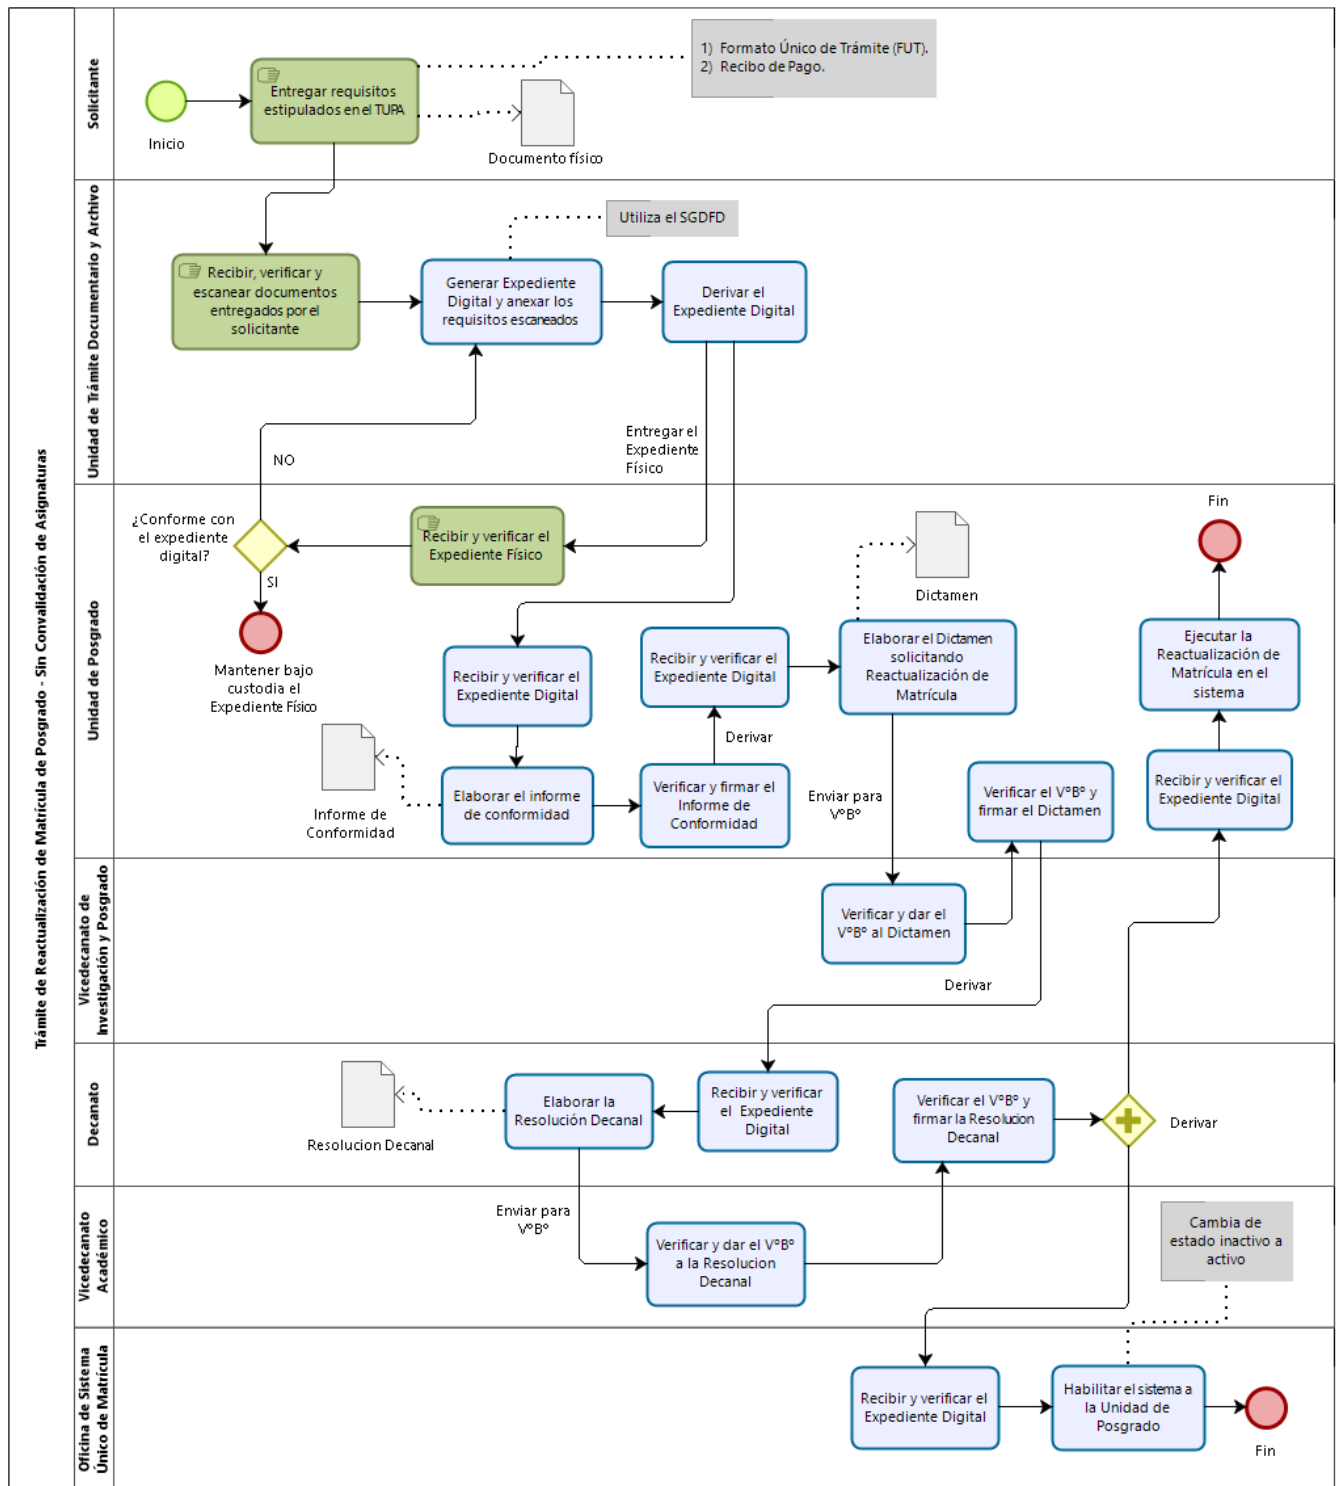 Trámite de Reactualización de Matrícula de Posgrado - Sin Convalidación de Asignaturas
Solicitante
Inicio
Entregar requisitos
estipulados en el TUPA
1) Formato Único de Trámite (FUT).
2) Recibo de Pago.
Documento físico
Unidad de Trámite Documentario y Archivo
Recibir, verificar y
escanear documentos
entregados por el
solicitante
Generar Expediente
Digital y anexar los
requisitos escaneados
Utiliza el SGDFD
Derivar el
Expediente Digital
Entregar el
Expediente
Físico
NO
Unidad de Posgrado
¿Conforme con
el expediente
digital?
SI
Mantener bajo
custodia el
Expediente Físico
Recibir y verificar el
Expediente Físico
Recibir y verificar el
Expediente Digital
Informe de
Conformidad
Elaborar el informe
de conformidad
Verificar y firmar el
Informe de
Conformidad
Derivar
Recibir y verificar el
Expediente Digital
Elaborar el Dictamen
solicitando
Reactualización de
Matrícula
Dictamen
Enviar para
VºBº
Verificar el VºBº y
firmar el Dictamen
Fin
Ejecutar la
Reactualización de
Matrícula en el
sistema
Recibir y verificar el
Expediente Digital
Vicedecanato de
Investigación y Posgrado
Verificar y dar el
VºBº al Dictamen
Derivar
Decanato
Resolucion Decanal
Elaborar la
Resolución Decanal
Recibir y verificar
el Expediente
Digital
Verificar el VºBº y
firmar la Resolucion
Decanal
Derivar
Vicedecanato
Académico
Enviar para
VºBº
Verificar y dar el VºBº
a la Resolucion
Decanal
Cambia de
estado inactivo a
activo
Oficina de Sistema
Único de Matrícula
Recibir y verificar el
Expediente Digital
Habilitar el sistema a
la Unidad de
Posgrado
Fin